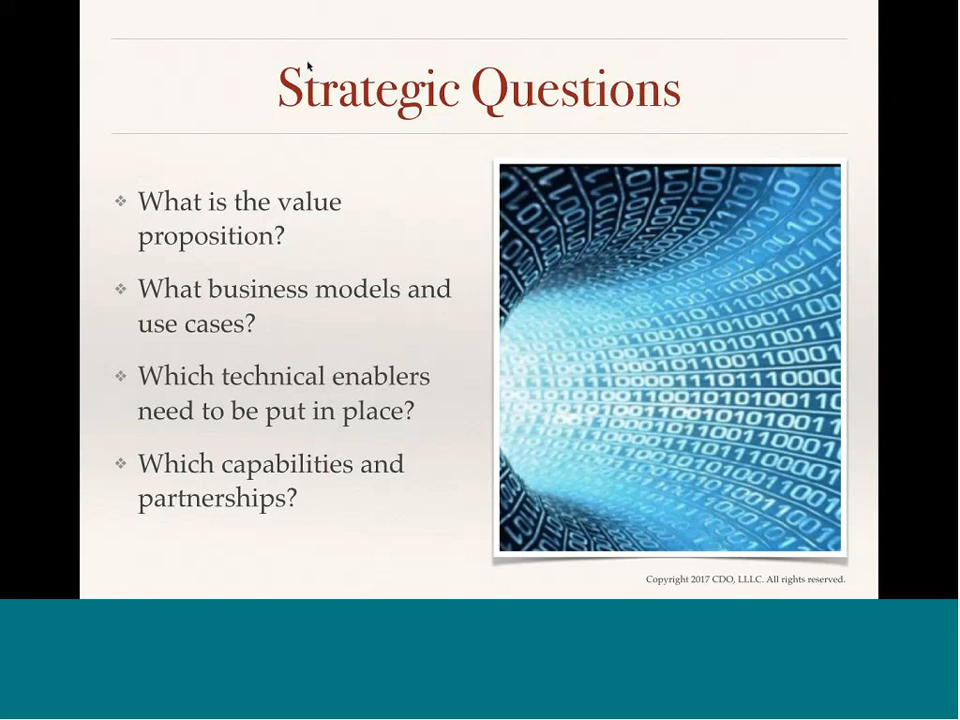 Strategic Questions
What is the value
proposition?
What business models and
use cases?
Which technical enablers
need to be put in place?
Which capabilities and
partnerships?
Copyright 2017 CDO, LLLC. All rights reserved.